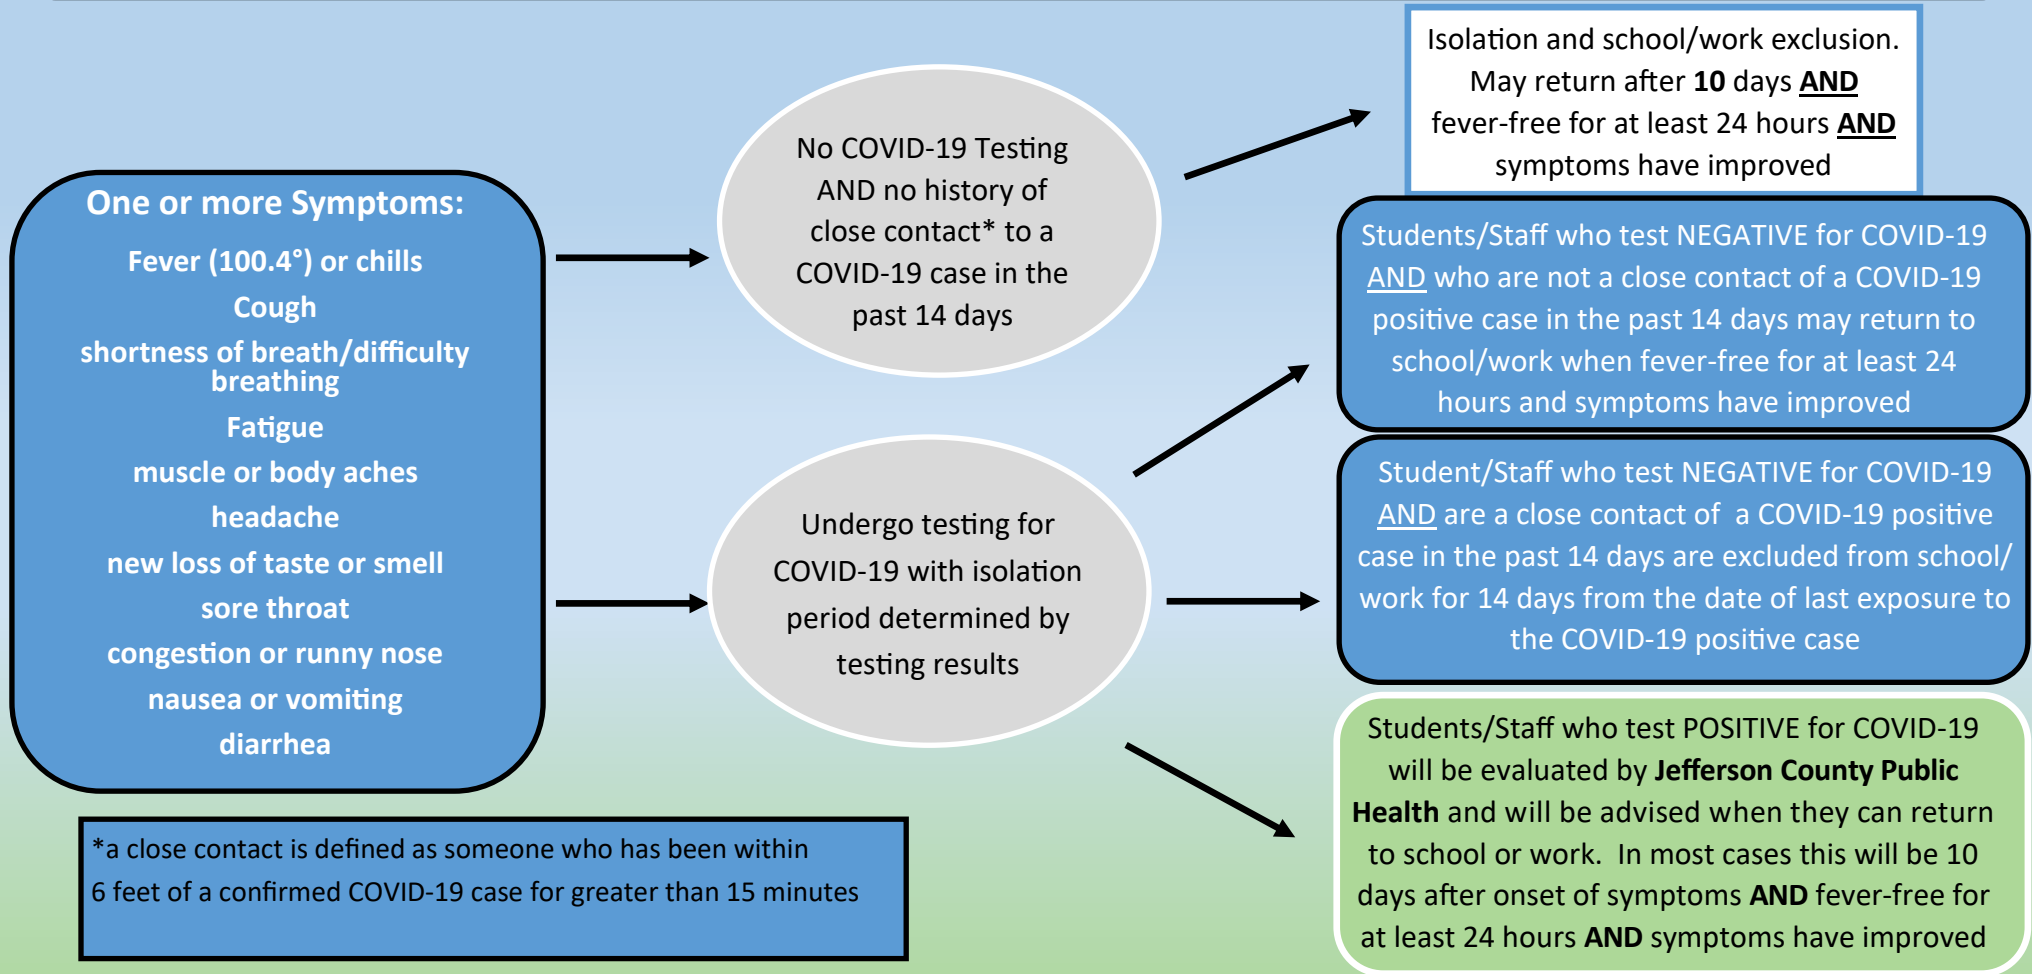 One or more Symptoms:
Fever (100.4°) or chills
Cough
shortness of breath/difficulty
breathing
Fatigue
muscle or body aches
headache
new loss of taste or smell
sore throat
congestion or runny nose
nausea or vomiting
diarrhea
*a close contact is defined as someone who has been within
6 feet of a confirmed COVID-19 case for greater than 15 minutes
No COVID-19 Testing
AND no history of
close contact* to a
COVID-19 case in the
past 14 days
Undergo testing for
COVID-19 with isolation
period determined by
testing results
Isolation and school/work exclusion.
May return after 10 days AND
fever-free for at least 24 hours AND
symptoms have improved
Students/Staff who test NEGATIVE for COVID-19
AND who are not a close contact of a COVID-19
positive case in the past 14 days may return to
school/work when fever-free for at least 24
hours and symptoms have improved
Student/Staff who test NEGATIVE for COVID-19
AND are a close contact of a COVID-19 positive
case in the past 14 days are excluded from school/
work for 14 days from the date of last exposure to
the COVID-19 positive case
Students/Staff who test POSITIVE for COVID-19
will be evaluated by Jefferson County Public
Health and will be advised when they can return
to school or work. In most cases this will be 10
days after onset of symptoms AND fever-free for
at least 24 hours AND symptoms have improved